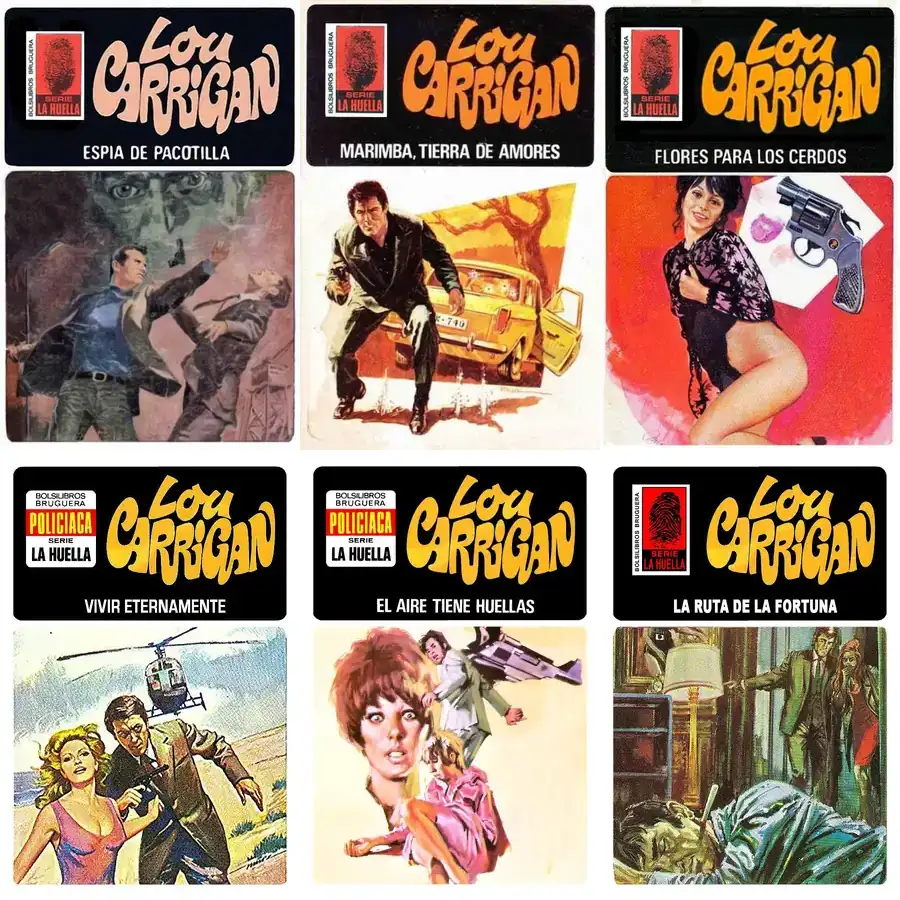 BOLSILIBROS BRUGUERA
SERIE
LA HUELLA
LOU
CARRIGAN
ESPIA DE PACOTILLA
BOLSILIBROS BRUGUERA
SERIE
LA HUELLA
LOU
CARRIGAN
MARIMBA, TIERRA DE AMORES
K-740
BOLSILIBROS BRUGUERA
SERIE
LA HUELLA
LOU
CARRIGAN
FLORES PARA LOS CERDOS
BOLSILIBROS
BRUGUERA
POLICIACA
SERIE
LA HUELLA
LOU
CARRIGAN
VIVIR ETERNAMENTE
BOLSILIBROS
BRUGUERA
POLICIACA
SERIE
LA HUELLA
LOU
CARRIGAN
EL AIRE TIENE HUELLAS
BOLSILIBROS BRUGUERA
SERIE
LA HUELLA
LOU
CARRIGAN
LA RUTA DE LA FORTUNA